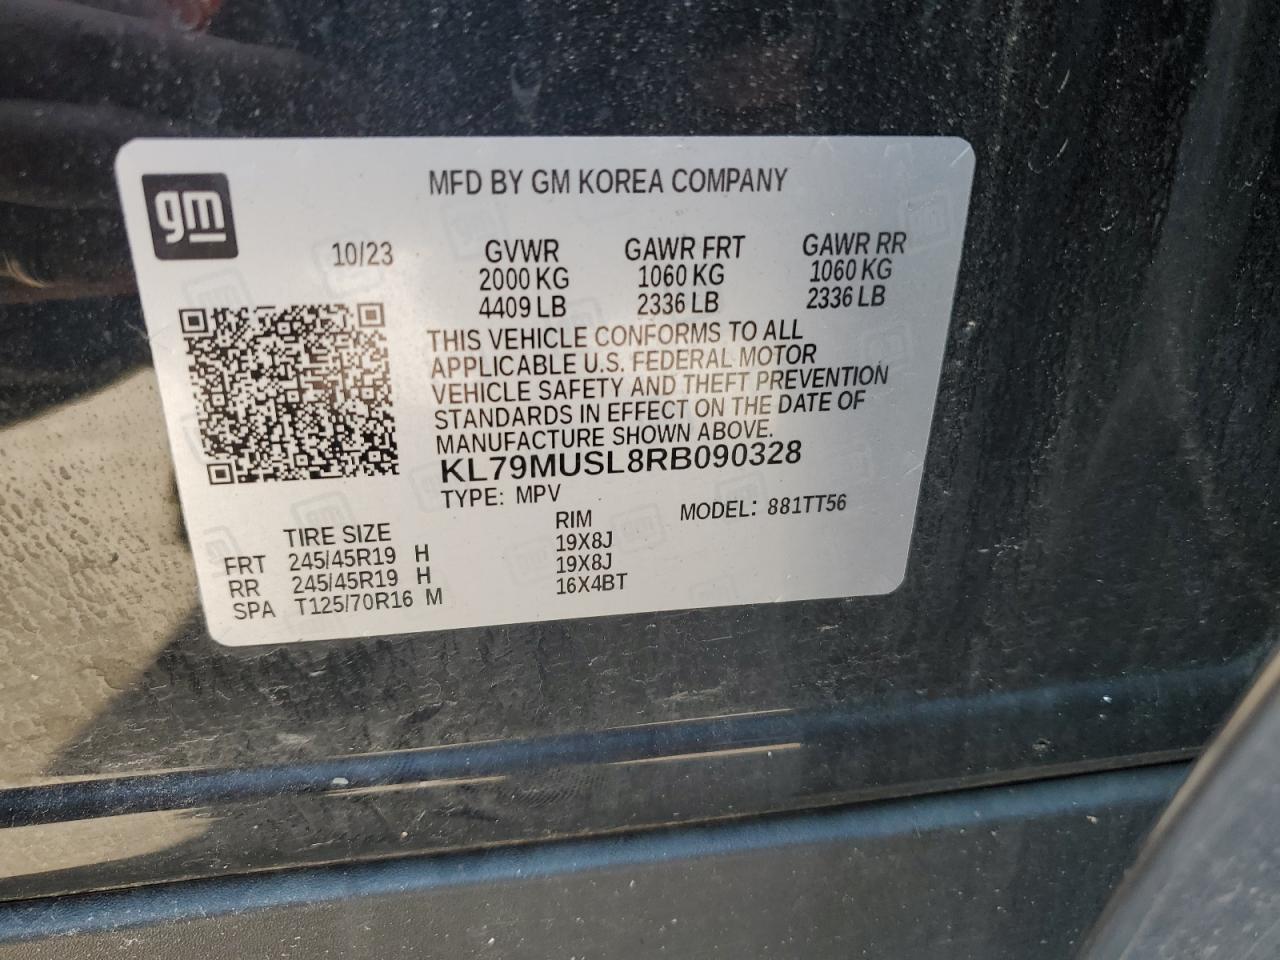 gm
MFD BY GM KOREA COMPANY
10/23
GVWR GAWR FRT GAWR RR
2000 KG 1060 KG 1060 KG
4409 LB 2336 LB 2336 LB
THIS VEHICLE CONFORMS TO ALL
APPLICABLE U.S. FEDERAL MOTOR
VEHICLE SAFETY AND THEFT PREVENTION
STANDARDS IN EFFECT ON THE DATE OF
MANUFACTURE SHOWN ABOVE.
KL79MUSL8RB090328
TYPE: MPV MODEL: 881TT56
TIRE SIZE RIM
FRT 245/45R19 H 19X8J
RR 245/45R19 H 19X8J
SPA T125/70R16 M 16X4BT